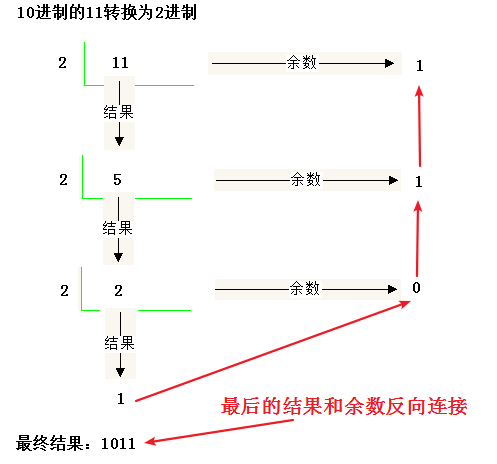 10进制的11转换为2进制
2 11 余数 1
结果
2 5 余数 1
结果
2 2 余数 0
结果
1
最后的结果和余数反向连接
最终结果：1011